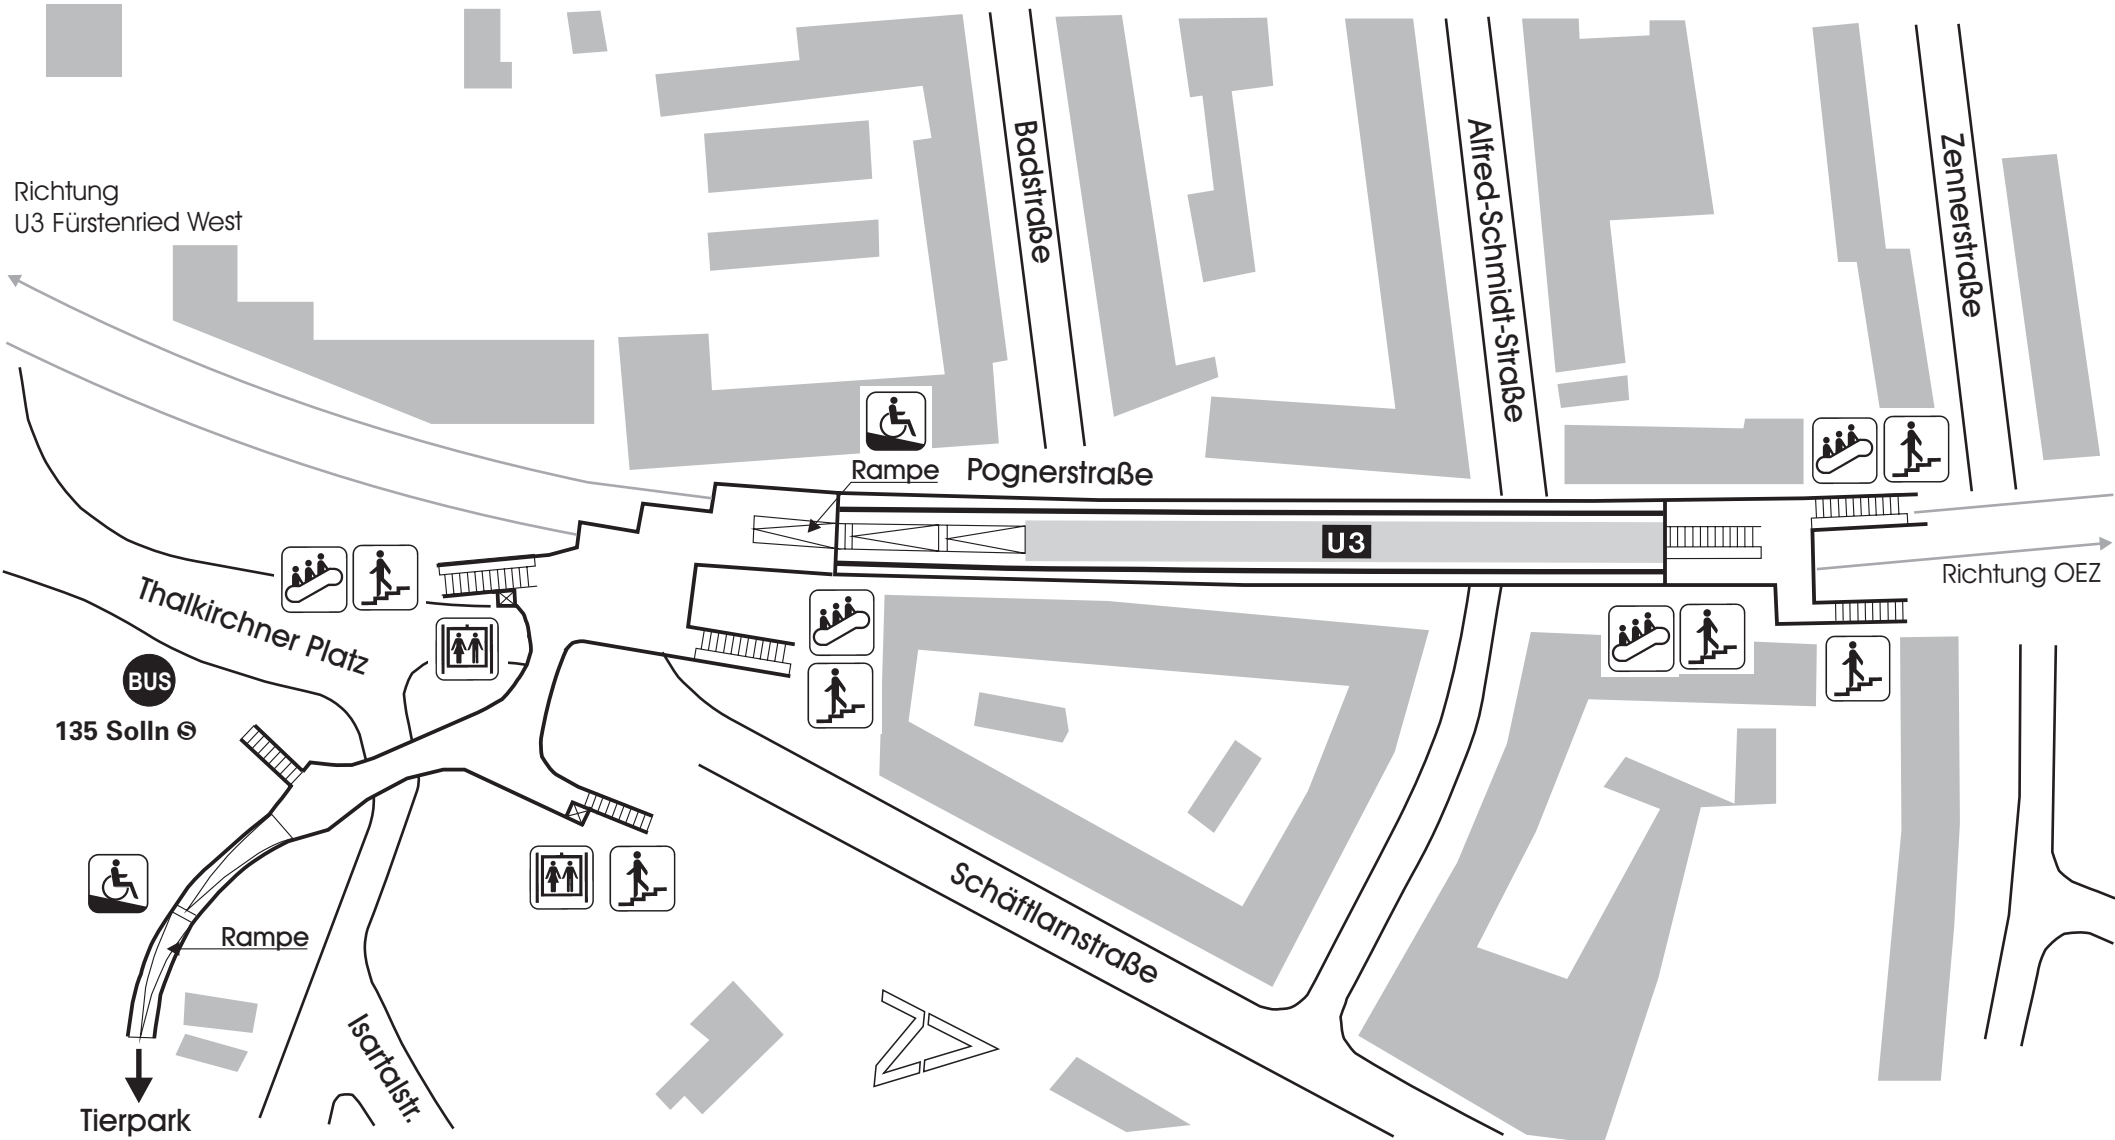 Badstraße
Alfred-Schmidt-Straße
Zennerstraße
Richtung
U3 Fürstenried West
Rampe
Pognerstraße
U3
Richtung OEZ
Thalkirchner Platz
BUS
135 Solln S
Schäftlarnstraße
Rampe
Isartalstr.
Tierpark